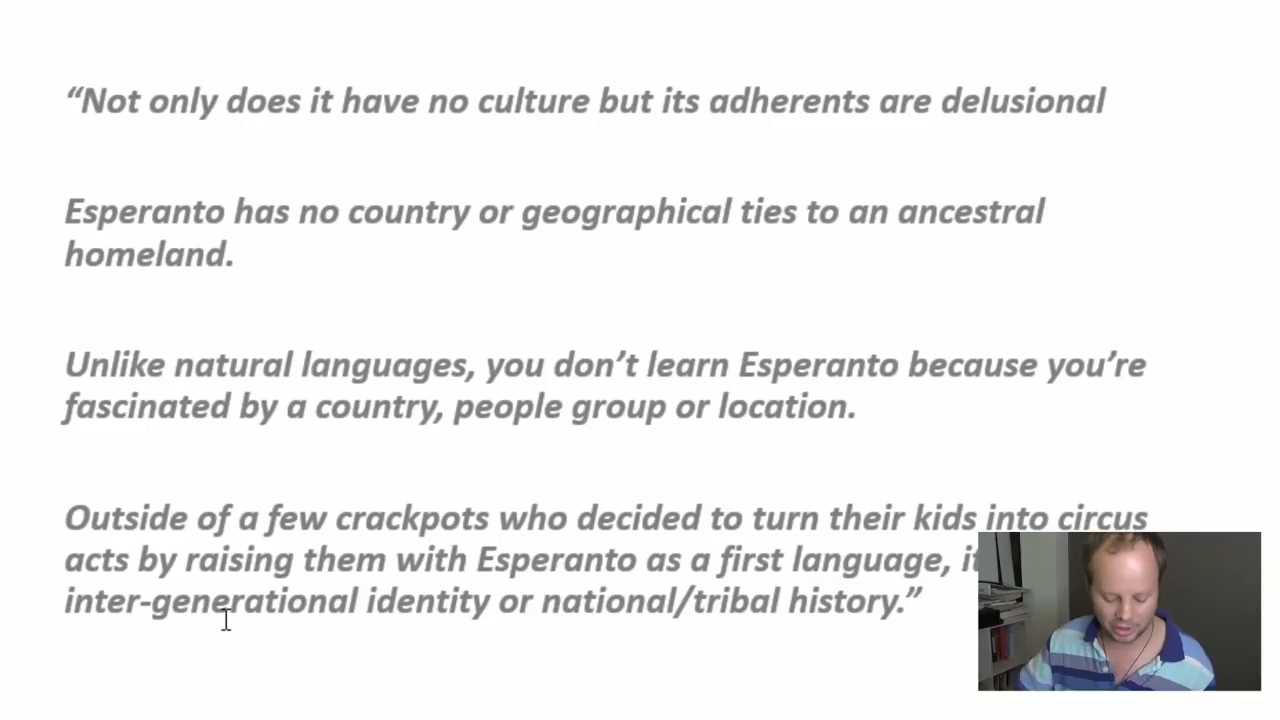 “Not only does it have no culture but its adherents are delusional
Esperanto has no country or geographical ties to an ancestral
homeland.
Unlike natural languages, you don’t learn Esperanto because you’re
fascinated by a country, people group or location.
Outside of a few crackpots who decided to turn their kids into circus
acts by raising them with Esperanto as a first language,
inter-generational identity or national/tribal history.”